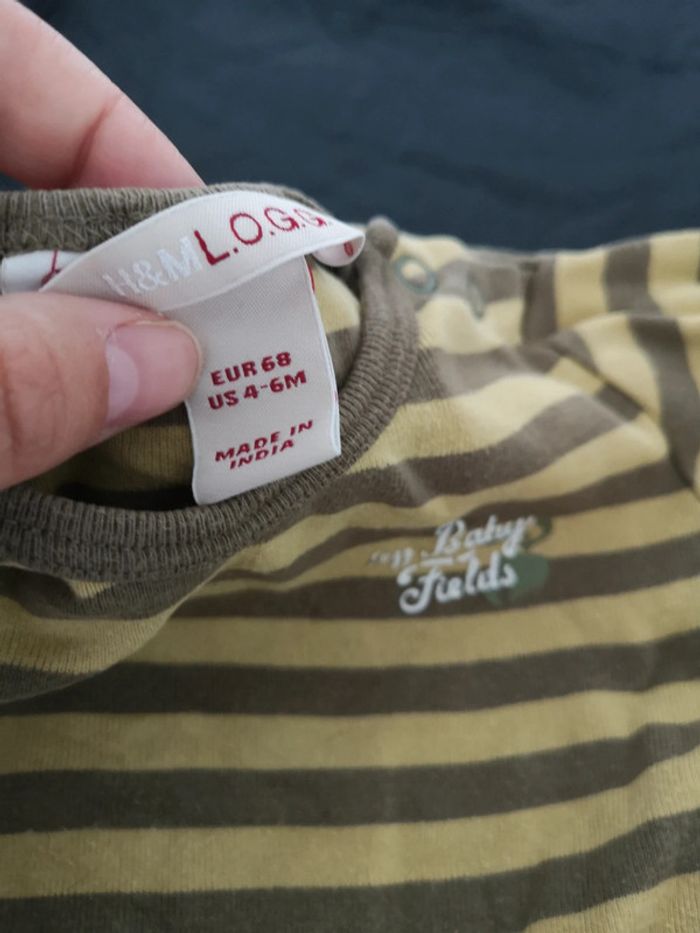 H&M L.O.G.G.
EUR 68
US 4-6M
MADE IN
INDIA
Baby
Fields